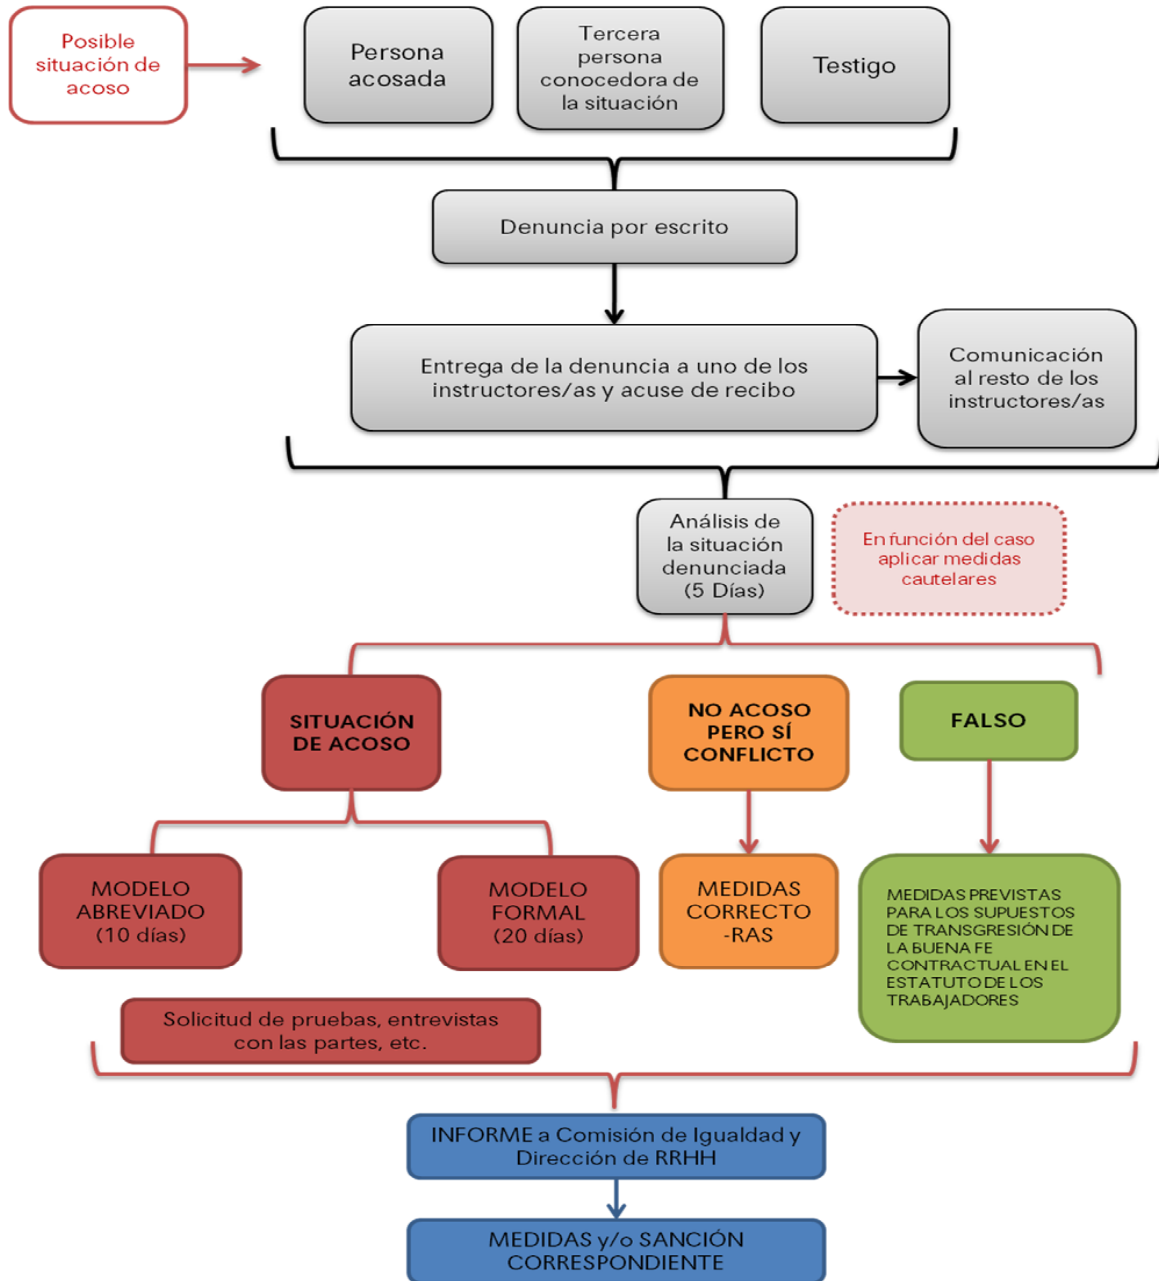 Posible
situación de
acoso
Persona
acosada
Tercera
persona
conocedora de
la situación
Testigo
Denuncia por escrito
Entrega de la denuncia a uno de los
instructores/as y acuse de recibo
Comunicación
al resto de los
instructores/as
Análisis de
la situación
denunciada
(5 Días)
En función del caso
aplicar medidas
cautelares
SITUACIÓN
DE ACOSO
NO ACOSO
PERO SÍ
CONFLICTO
FALSO
MODELO
ABREVIADO
(10 días)
MODELO
FORMAL
(20 días)
MEDIDAS
CORRECTO
-RAS
MEDIDAS PREVISTAS
PARA LOS SUPUESTOS
DE TRANSGRESIÓN DE
LA BUENA FE
CONTRACTUAL EN EL
ESTATUTO DE LOS
TRABAJADORES
Solicitud de pruebas, entrevistas
con las partes, etc.
INFORME a Comisión de Igualdad y
Dirección de RRHH
MEDIDAS y/o SANCIÓN
CORRESPONDIENTE